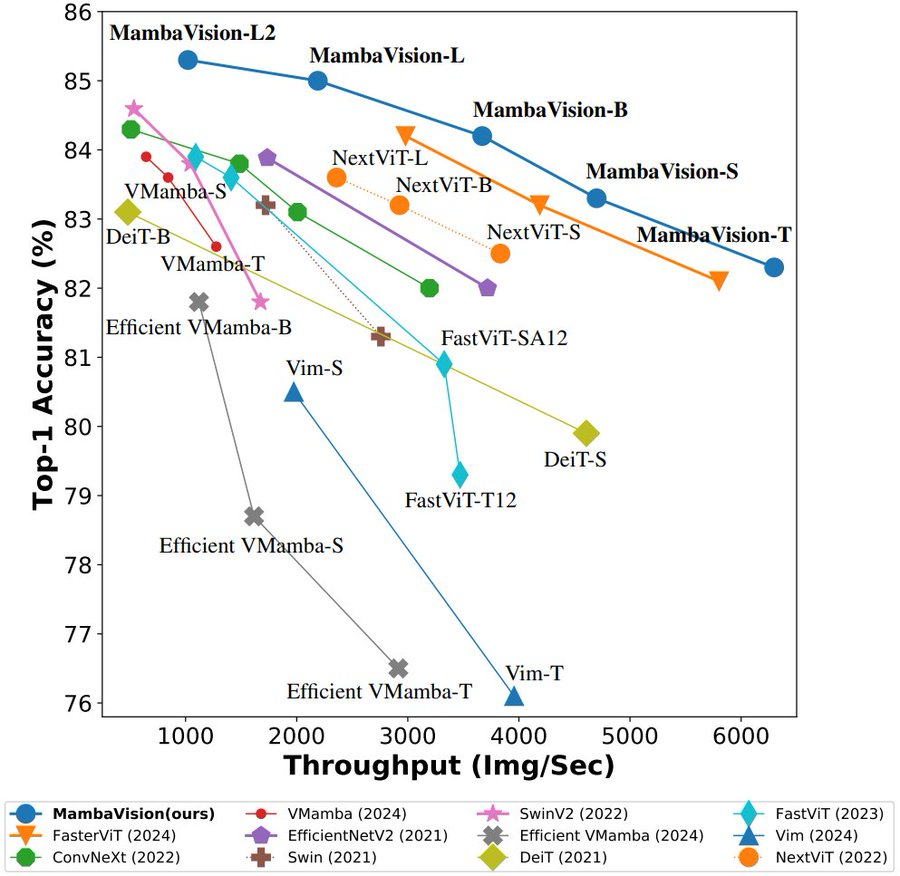 86
85
84
83
82
81
80
79
78
77
76
Top-1 Accuracy (%)
MambaVision-L2
MambaVision-L
MambaVision-B
NextViT-L
MambaVision-S
VMamba-S
NextViT-B
DeiT-B
NextViT-S
MambaVision-T
VMamba-T
Efficient VMamba-B
FastViT-SA12
Vim-S
DeiT-S
FastViT-T12
Efficient VMamba-S
Vim-T
Efficient VMamba-T
1000 2000 3000 4000 5000 6000
Throughput (Img/Sec)
MambaVision(ours) VMamba (2024) SwinV2 (2022) FastViT (2023)
FasterViT (2024) EfficientNetV2 (2021) Efficient VMamba (2024) Vim (2024)
ConvNeXt (2022) Swin (2021) DeiT (2021) NextViT (2022)